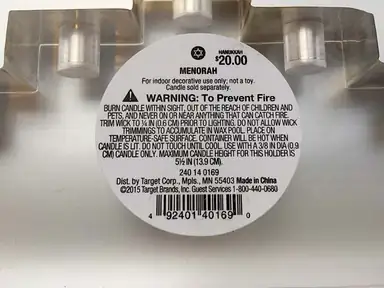 HANUKKAH
$20.00
MENORAH
For indoor decorative use only; not a toy.
Candle sold separately.
WARNING: To Prevent Fire
BURN CANDLE WITHIN SIGHT, OUT OF THE REACH OF CHILDREN AND
PETS, AND NEVER ON OR NEAR ANYTHING THAT CAN CATCH FIRE.
TRIM WICK TO ¼ IN (0.6 CM) PRIOR TO LIGHTING. DO NOT ALLOW WICK
TRIMMINGS TO ACCUMULATE IN WAX POOL. PLACE ON
TEMPERATURE-SAFE SURFACE. CONTAINER WILL BE HOT WHEN
CANDLE IS LIT. DO NOT TOUCH UNTIL COOL. USE WITH A 3/8 IN DIA (0.9
CM) CANDLE ONLY. MAXIMUM CANDLE HEIGHT FOR THIS HOLDER IS
5½ IN (13.9 CM).
240 14 0169
Dist. by Target Corp., Mpls., MN 55403 Made in China
©2015 Target Brands, Inc. Guest Services 1-800-440-0680
4 92401 40169 0